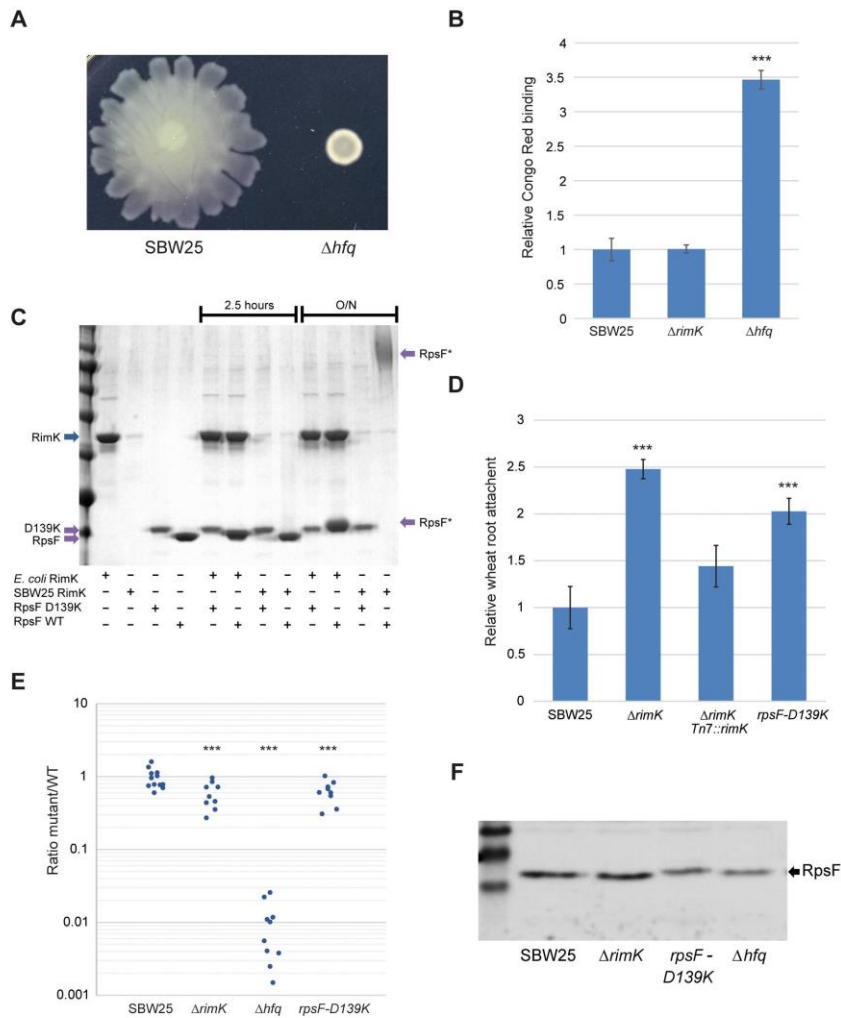 A
SBW25
Δhfq
B
Relative Congo Red binding
4
3.5
3
2.5
2
1.5
1
0.5
0
***
SBW25
ΔrimK
Δhfq
C
2.5 hours
O/N
RpsF*
RimK
RpsF*
D139K
RpsF
E. coli RimK + – – – + + – – + + – –
SBW25 RimK – + – – – – + + – – + +
RpsF D139K – – + – + – + – + – + –
RpsF WT – – – + – + – + – + – +
D
Relative wheat root attachent
3
2.5
2
1.5
1
0.5
0
***
***
SBW25
ΔrimK
ΔrimK
Tn7::rimK
rpsF-D139K
E
Ratio mutant/WT
10
1
0.1
0.01
0.001
*** *** ***
SBW25
ΔrimK
Δhfq
rpsF-D139K
F
RpsF
SBW25
ΔrimK
rpsF -
D139K
Δhfq